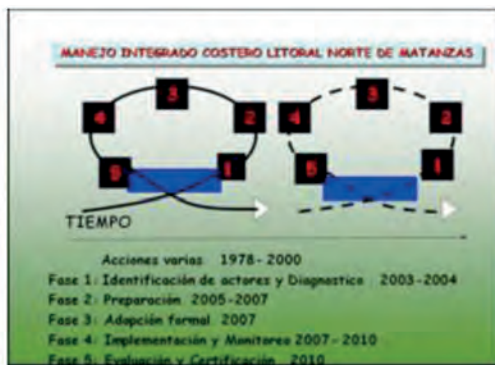 MANEJO INTEGRADO COSTERO LITORAL NORTE DE MATANZAS
3 3
4 2 4 2
5 1 5 1
TIEMPO
Acciones varias 1978-2000
Fase 1: Identificación de actores y Diagnostico 2003-2004
Fase 2: Preparación 2005-2007
Fase 3: Adopción formal 2007
Fase 4: Implementación y Monitoreo 2007-2010
Fase 5: Evaluación y Certificación 2010